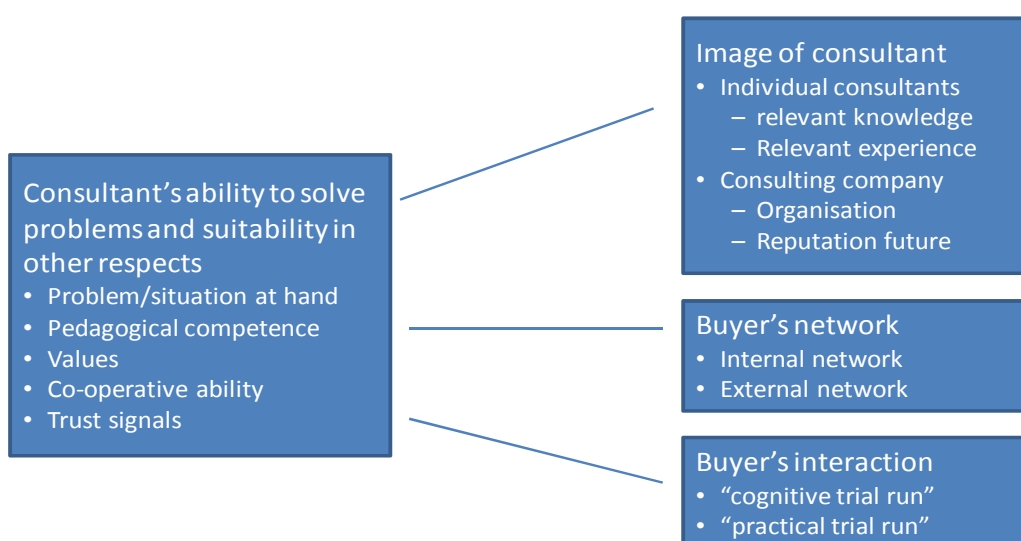 Consultant's ability to solve
problems and suitability in
other respects
• Problem/situation at hand
• Pedagogical competence
• Values
• Co-operative ability
• Trust signals
Image of consultant
• Individual consultants
– relevant knowledge
– Relevant experience
• Consulting company
– Organisation
– Reputation future
Buyer's network
• Internal network
• External network
Buyer's interaction
• “cognitive trial run”
• “practical trial run”